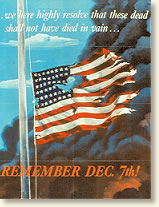 ..we here highly resolve that these dead
shall not have died in vain...
REMEMBER DEC. 7th!